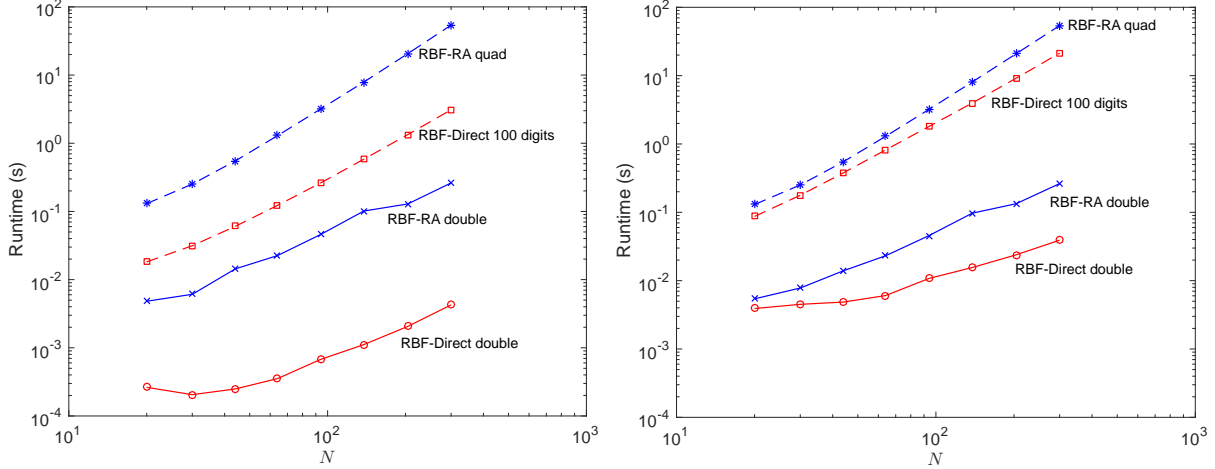 10^2
10^1
10^0
10^-1
10^-2
10^-3
10^-4
Runtime (s)
RBF-RA quad
RBF-Direct 100 digits
RBF-RA double
RBF-Direct double
10^1
10^2
10^3
N
10^2
10^1
10^0
10^-1
10^-2
10^-3
10^-4
Runtime (s)
RBF-RA quad
RBF-Direct 100 digits
RBF-RA double
RBF-Direct double
10^1
10^2
10^3
N